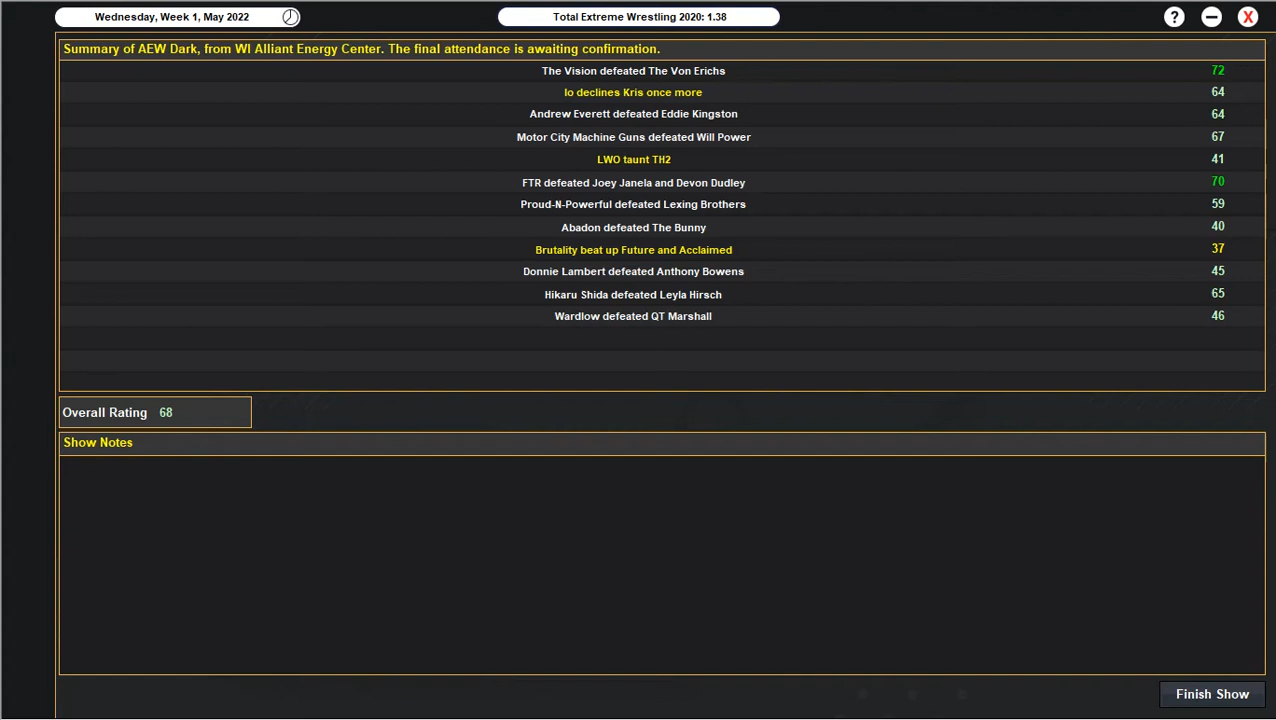 Wednesday, Week 1, May 2022
Total Extreme Wrestling 2020: 1.38
? X
Summary of AEW Dark, from WI Alliant Energy Center. The final attendance is awaiting confirmation.
The Vision defeated The Von Erichs 72
Io declines Kris once more 64
Andrew Everett defeated Eddie Kingston 64
Motor City Machine Guns defeated Will Power 67
LWO taunt TH2 41
FTR defeated Joey Janela and Devon Dudley 70
Proud-N-Powerful defeated Lexing Brothers 59
Abadon defeated The Bunny 40
Brutality beat up Future and Acclaimed 37
Donnie Lambert defeated Anthony Bowens 45
Hikaru Shida defeated Leyla Hirsch 65
Wardlow defeated QT Marshall 46
Overall Rating 68
Show Notes
Finish Show